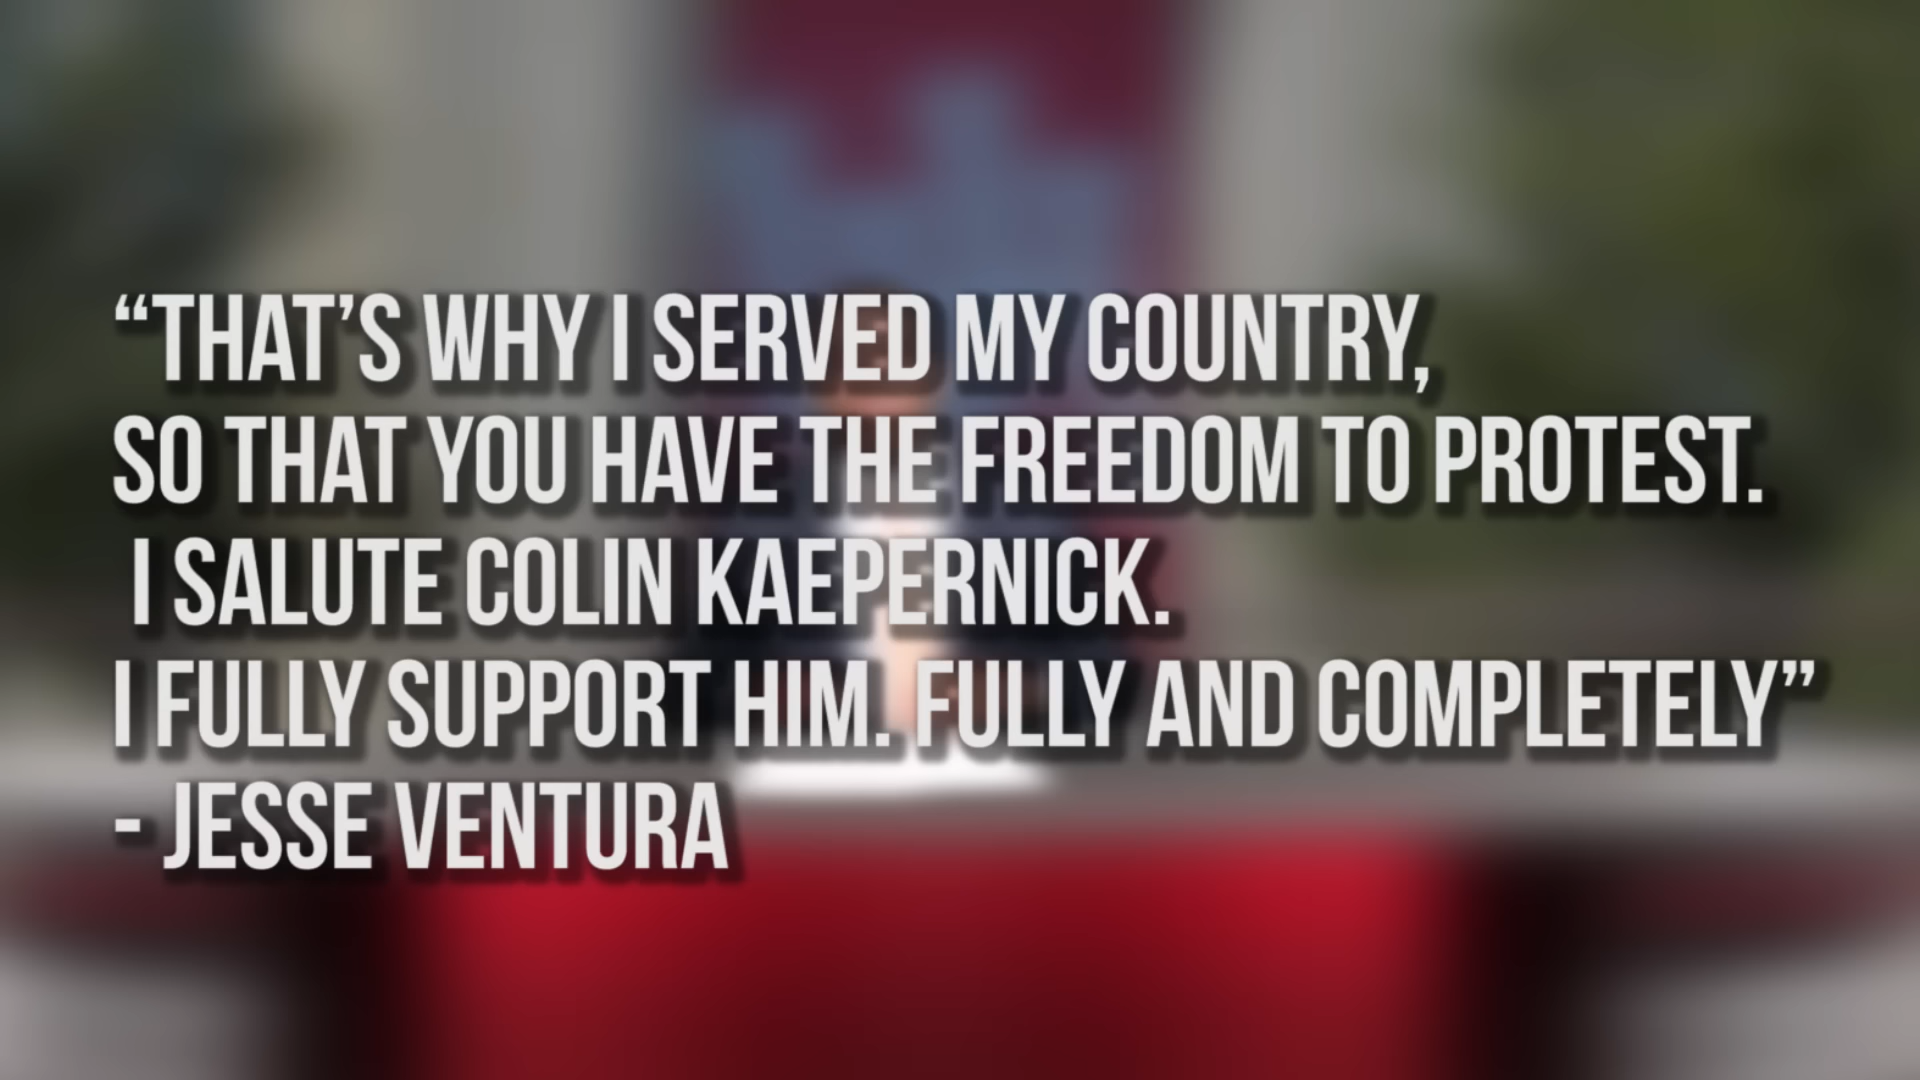 “THAT’S WHY I SERVED MY COUNTRY,
SO THAT YOU HAVE THE FREEDOM TO PROTEST.
I SALUTE COLIN KAEPERNICK.
I FULLY SUPPORT HIM. FULLY AND COMPLETELY”
- JESSE VENTURA